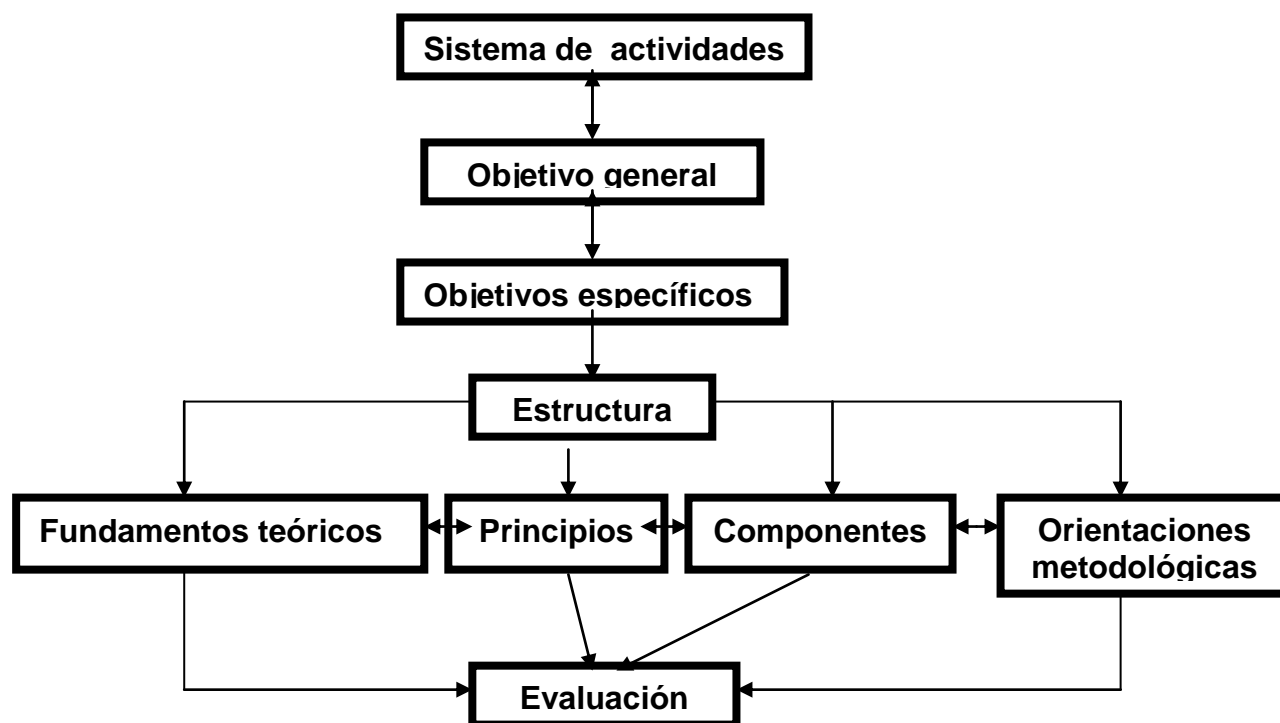 Sistema de  actividades
Objetivo general
Objetivos específicos
Estructura
Fundamentos teóricos
Principios
Componentes
Orientaciones
metodológicas
Evaluación